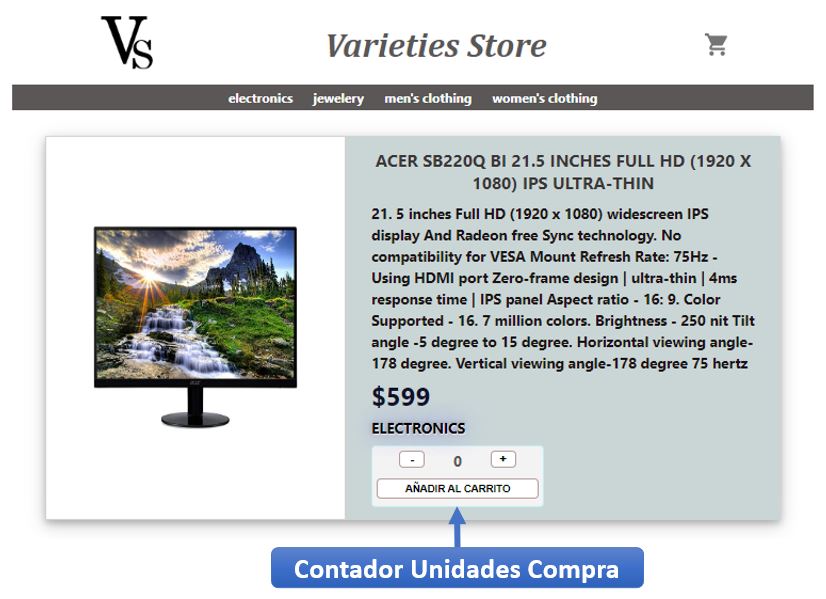 VS
Varieties Store
electronics jewelery men's clothing women's clothing
ACER SB220Q BI 21.5 INCHES FULL HD (1920 X
1080) IPS ULTRA-THIN
21. 5 inches Full HD (1920 x 1080) widescreen IPS
display And Radeon free Sync technology. No
compatibility for VESA Mount Refresh Rate: 75Hz -
Using HDMI port Zero-frame design | ultra-thin | 4ms
response time | IPS panel Aspect ratio - 16: 9. Color
Supported - 16. 7 million colors. Brightness - 250 nit Tilt
angle -5 degree to 15 degree. Horizontal viewing angle-
178 degree. Vertical viewing angle-178 degree 75 hertz
$599
ELECTRONICS
- 0 +
AÑADIR AL CARRITO
Contador Unidades Compra